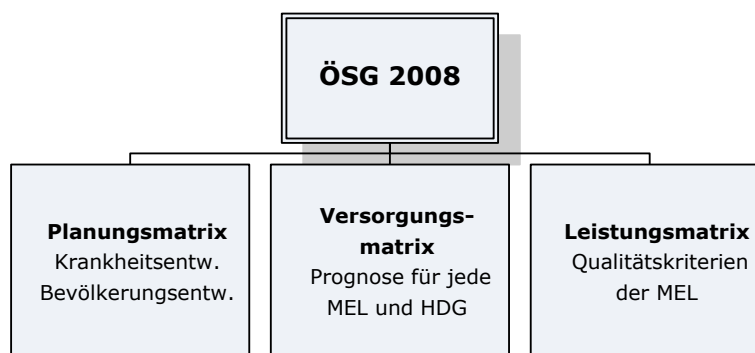 ÖSG 2008
Planungsmatrix
Krankheitsentw.
Bevölkerungsentw.
Versorgungs-
matrix
Prognose für jede
MEL und HDG
Leistungsmatrix
Qualitätskriterien
der MEL